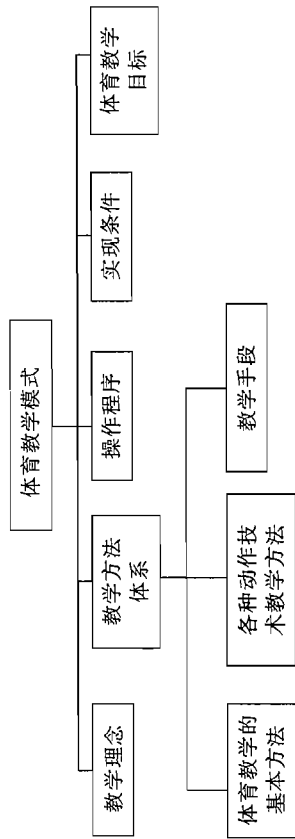 体育教学模式
教学理念
教学方法
体系
操作程序
实现条件
体育教学
目标
体育教学的
基本方法
各种动作技
术教学方法
教学手段